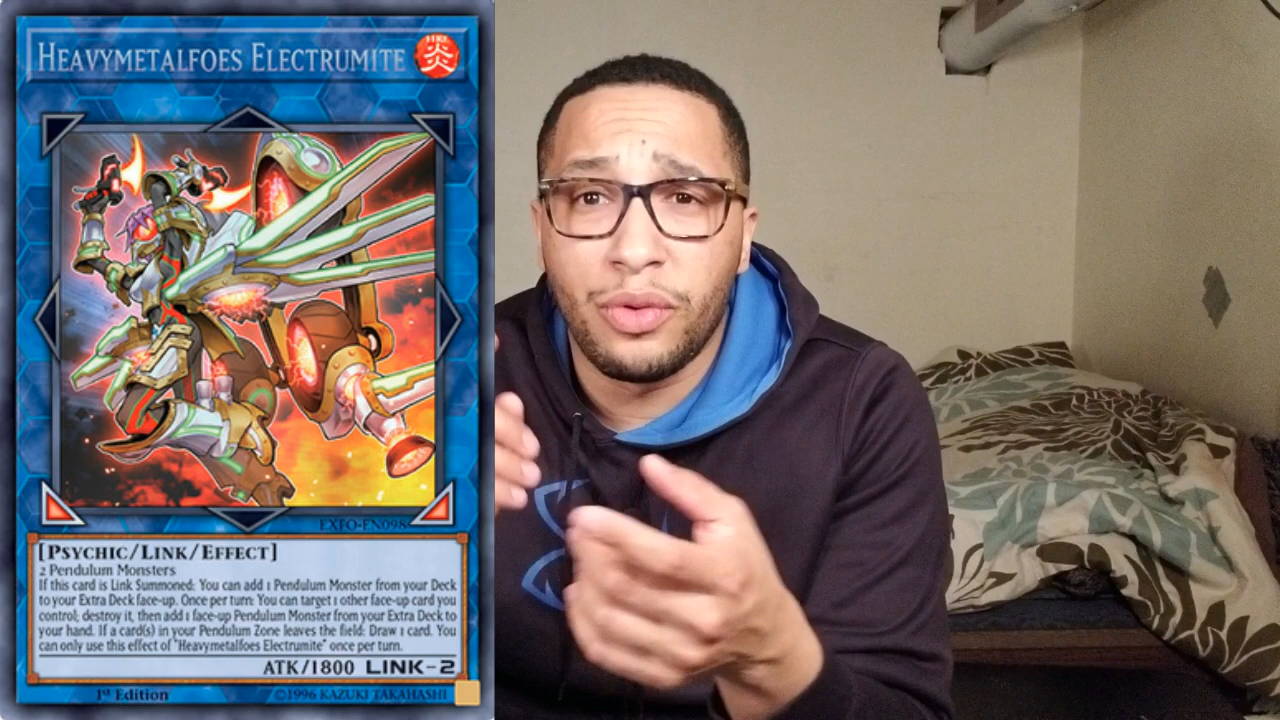 HEAVYMETALFOES ELECTRUMITE
FIRE
炎
EXFO-EN098
[PSYCHIC/LINK/EFFECT]
2 Pendulum Monsters
If this card is Link Summoned: You can add 1 Pendulum Monster from your Deck
to your Extra Deck face-up. Once per turn: You can target 1 other face-up card you
control; destroy it, then add 1 face-up Pendulum Monster from your Extra Deck to
your hand. If a card(s) in your Pendulum Zone leaves the field: Draw 1 card. You
can only use this effect of "Heavymetalfoes Electrumite" once per turn.
ATK/1800 LINK-2
1st Edition
©1996 KAZUKI TAKAHASHI